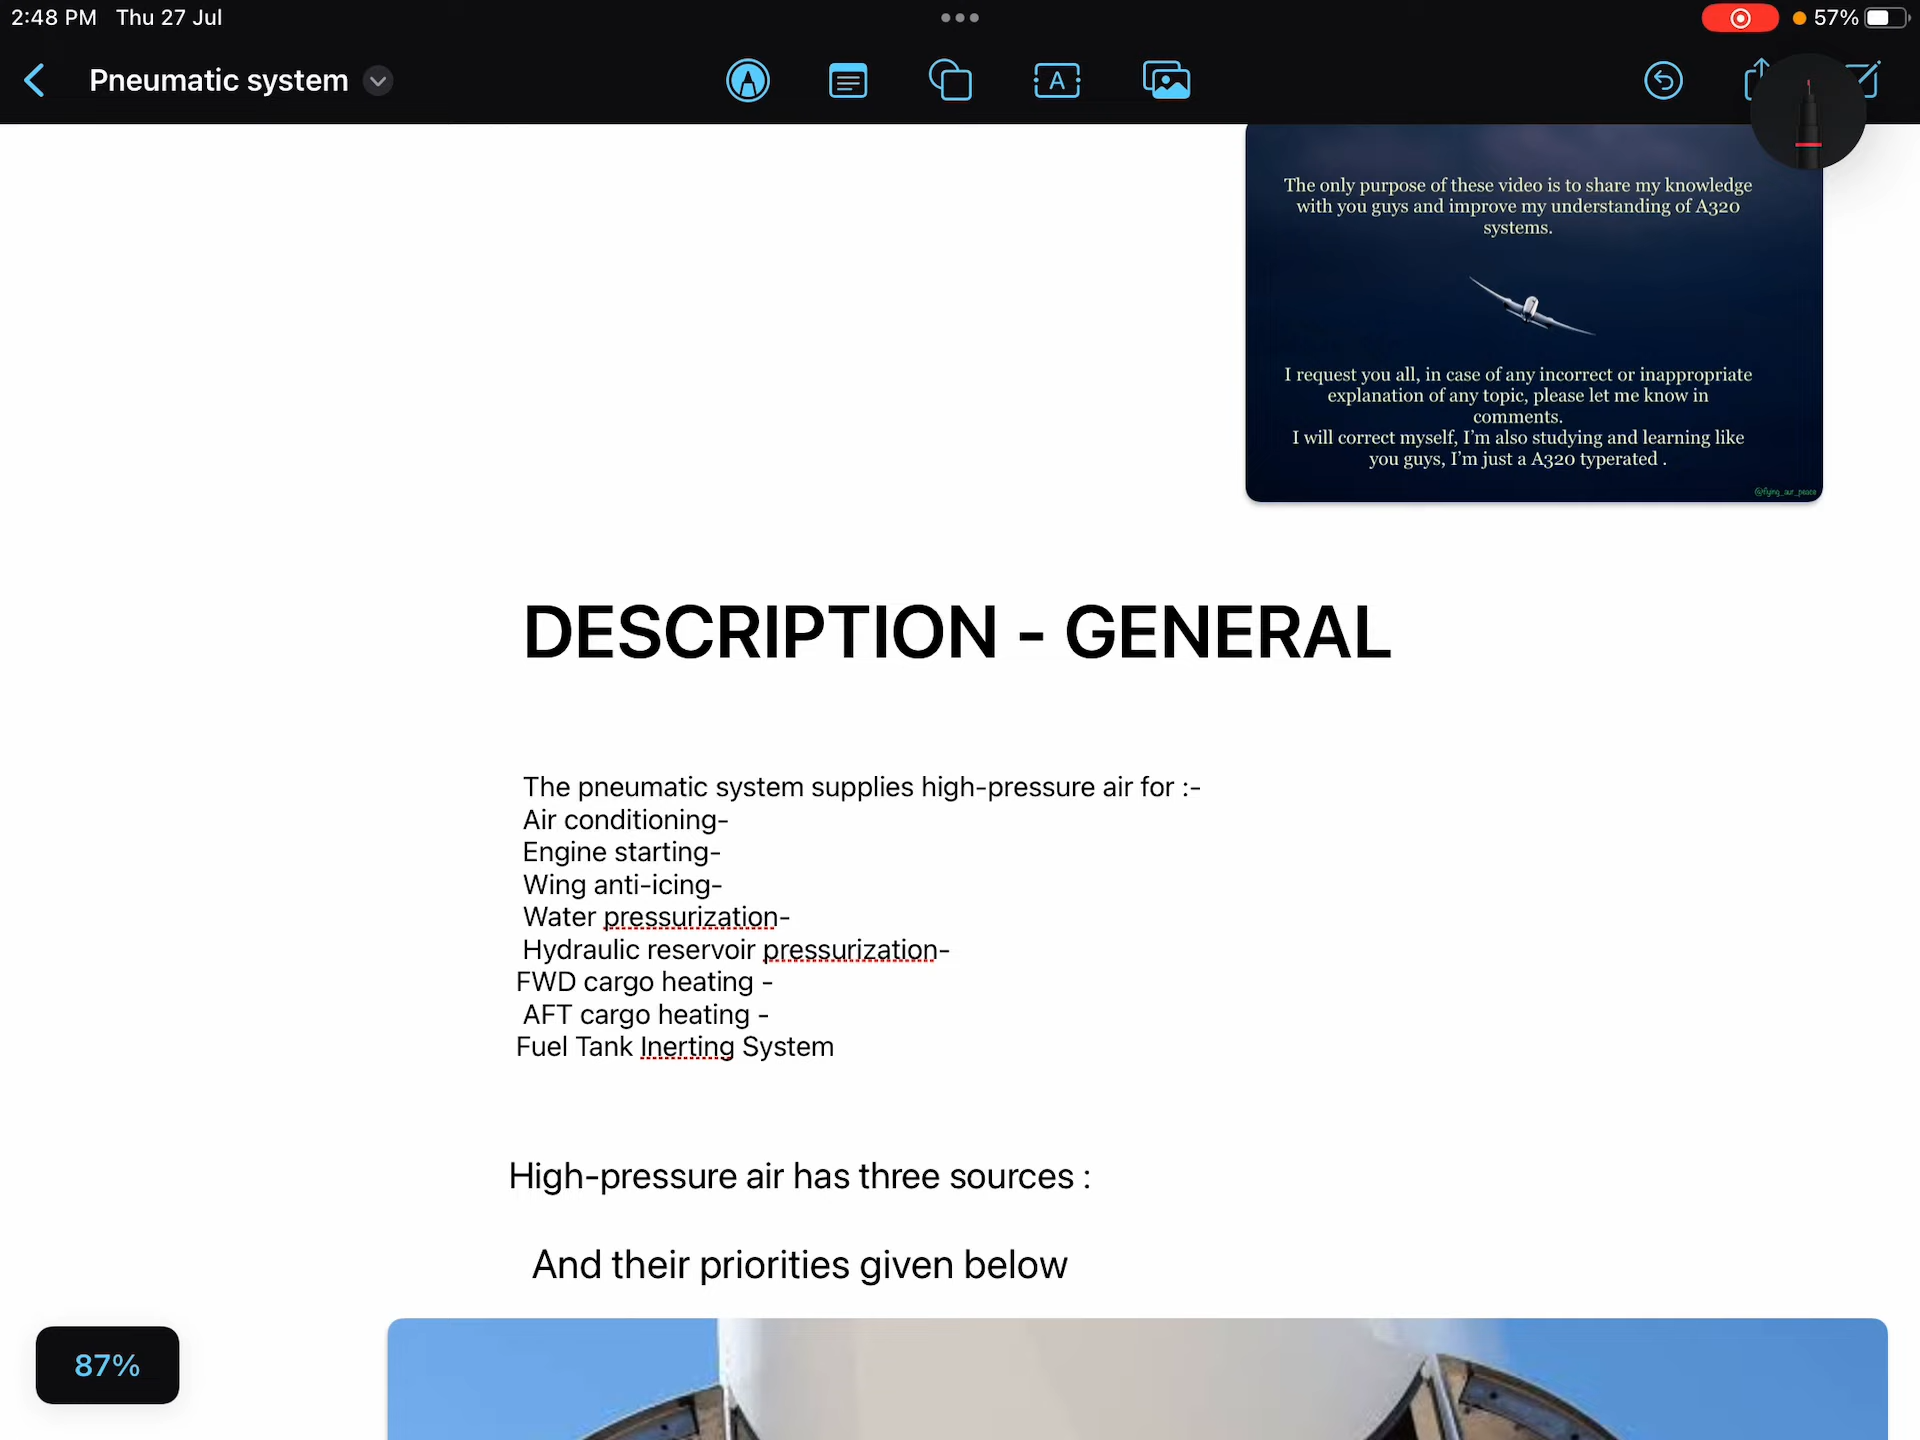 2:48 PM Thu 27 Jul
57%
Pneumatic system
A
The only purpose of these video is to share my knowledge
with you guys and improve my understanding of A320
systems.
I request you all, in case of any incorrect or inappropriate
explanation of any topic, please let me know in
comments.
I will correct myself, I'm also studying and learning like
you guys, I'm just a A320 typerated .
@flying_aur_peace
DESCRIPTION - GENERAL
The pneumatic system supplies high-pressure air for :-
Air conditioning-
Engine starting-
Wing anti-icing-
Water pressurization-
Hydraulic reservoir pressurization-
FWD cargo heating -
AFT cargo heating -
Fuel Tank Inerting System
High-pressure air has three sources :
And their priorities given below
87%